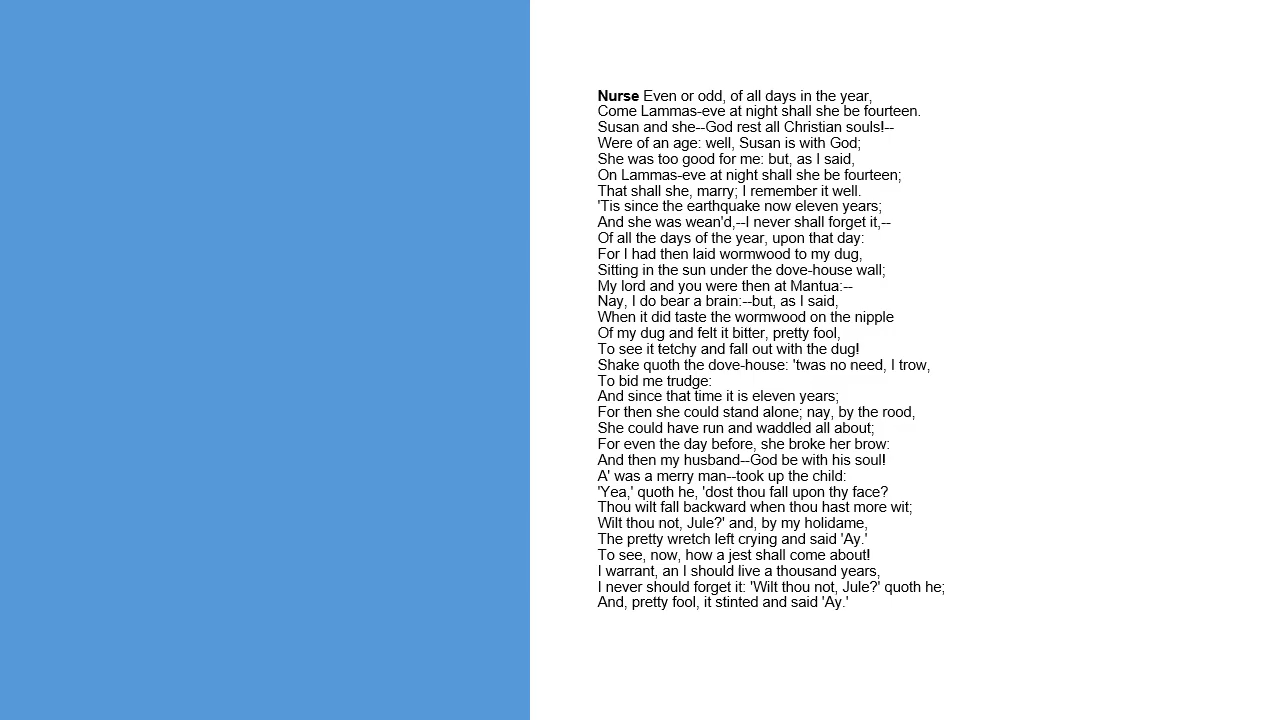 Nurse Even or odd, of all days in the year,
Come Lammas-eve at night shall she be fourteen.
Susan and she--God rest all Christian souls!--
Were of an age: well, Susan is with God;
She was too good for me: but, as I said,
On Lammas-eve at night shall she be fourteen;
That shall she, marry; I remember it well.
'Tis since the earthquake now eleven years;
And she was wean'd,--I never shall forget it,--
Of all the days of the year, upon that day:
For I had then laid wormwood to my dug,
Sitting in the sun under the dove-house wall;
My lord and you were then at Mantua:--
Nay, I do bear a brain:--but, as I said,
When it did taste the wormwood on the nipple
Of my dug and felt it bitter, pretty fool,
To see it tetchy and fall out with the dug!
Shake quoth the dove-house: 'twas no need, I trow,
To bid me trudge:
And since that time it is eleven years;
For then she could stand alone; nay, by the rood,
She could have run and waddled all about;
For even the day before, she broke her brow:
And then my husband--God be with his soul!
A' was a merry man--took up the child:
'Yea,' quoth he, 'dost thou fall upon thy face?
Thou wilt fall backward when thou hast more wit;
Wilt thou not, Jule?' and, by my holidame,
The pretty wretch left crying and said 'Ay.'
To see, now, how a jest shall come about!
I warrant, an I should live a thousand years,
I never should forget it: 'Wilt thou not, Jule?' quoth he;
And, pretty fool, it stinted and said 'Ay.'